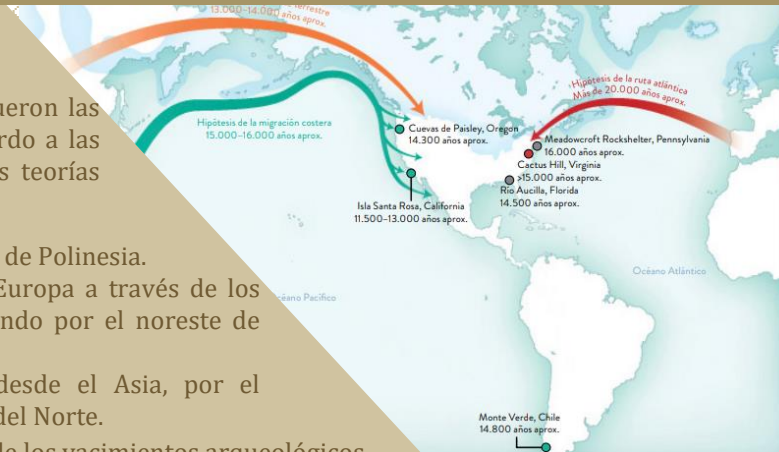 terrestre
13.000–14.000 años aprox.
ueron las
rdo a las
s teorías
de Polinesia.
Europa a través de los
ndo por el noreste de
desde el Asia, por el
del Norte.
de los yacimientos arqueológicos
Hipótesis de la migración costera
15.000–16.000 años aprox.
Cuevas de Paisley, Oregon
14.300 años aprox.
Isla Santa Rosa, California
11.500–13.000 años aprox.
Hipótesis de la ruta atlántica
Más de 20.000 años aprox.
Meadowcroft Rockshelter, Pennsylvania
16.000 años aprox.
Cactus Hill, Virginia
>15.000 años aprox.
Río Aucilla, Florida
14.500 años aprox.
céano Pacífico
Océano Atlántico
Monte Verde, Chile
14.800 años aprox.